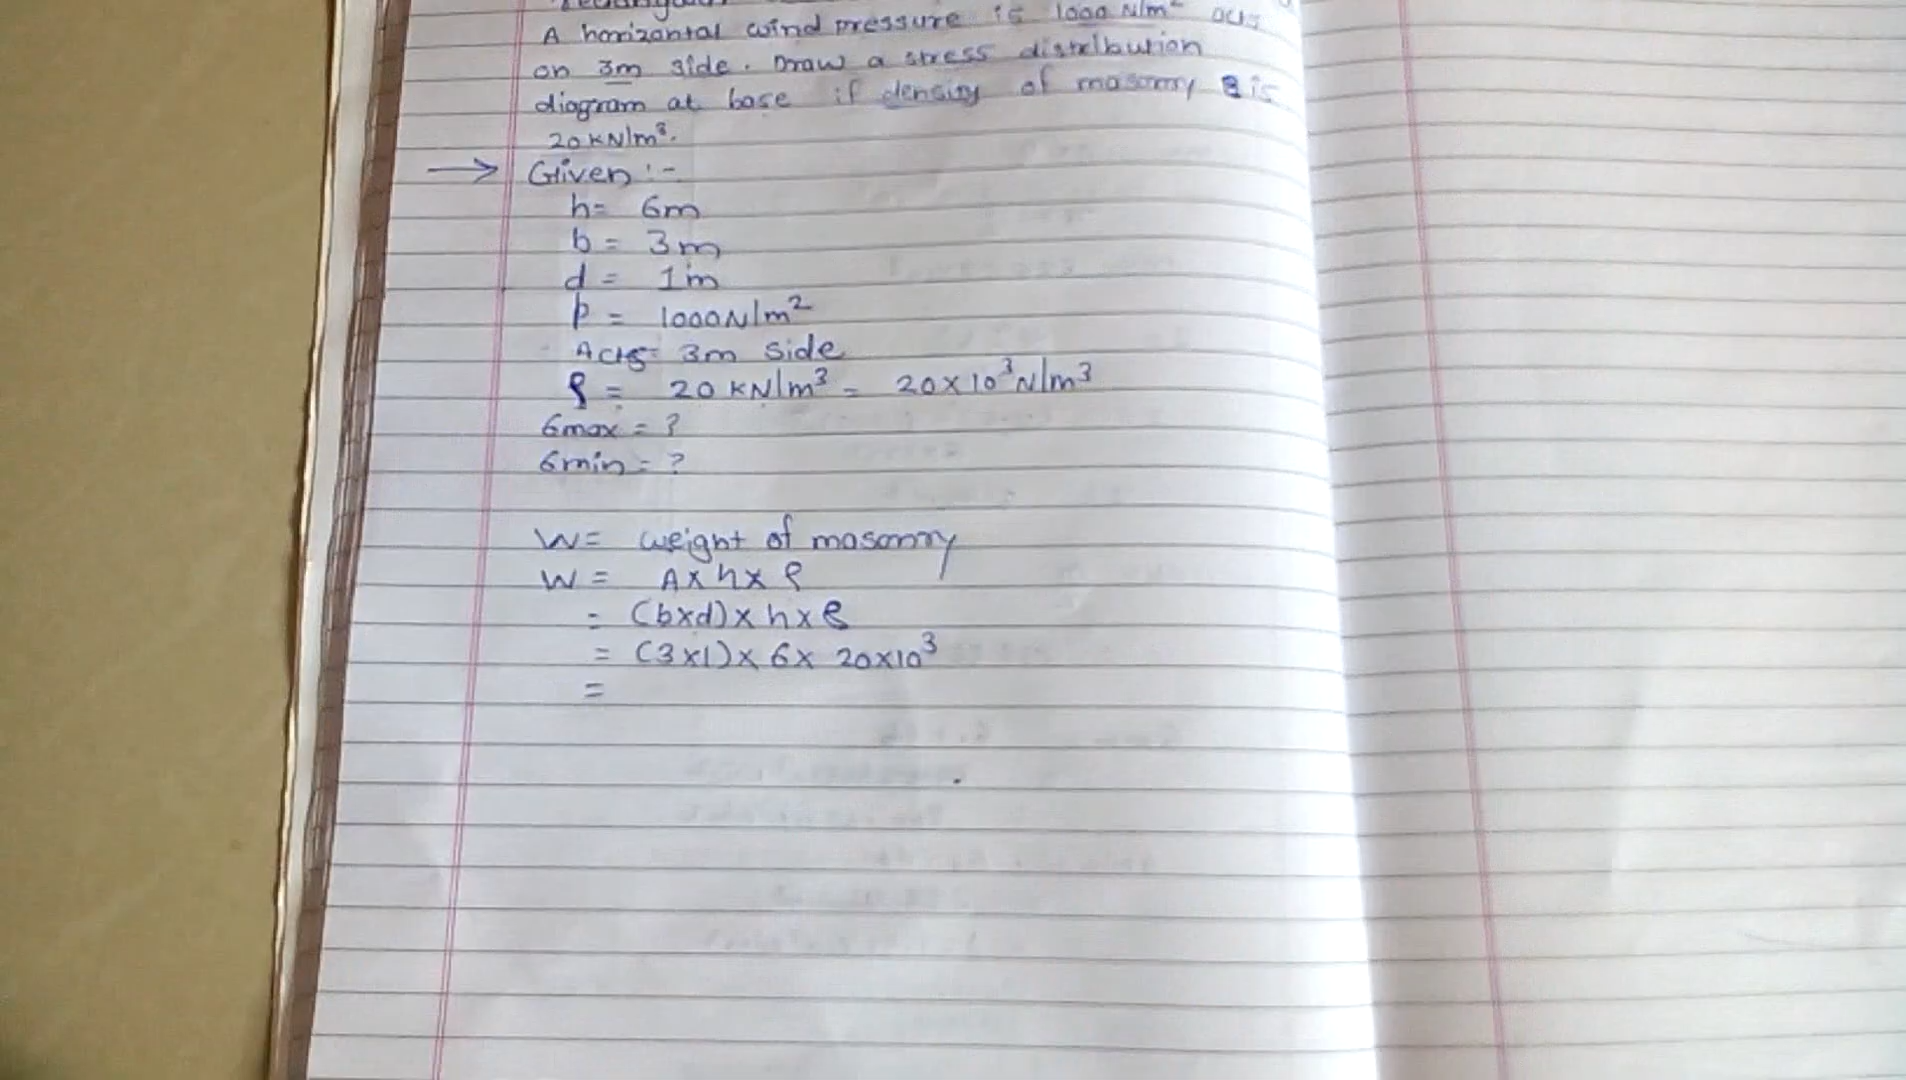 A horizontal wind pressure is 1000 N/m² acts
on 3m side. Draw a stress distribution
diagram at base if density of masonry is
20 KN/m³.
→ Given :-
h = 6m
b = 3m
d = 1m
p = 1000 N/m²
Acts = 3m side
ρ = 20 KN/m³ = 20×10³ N/m³
σmax = ?
σmin = ?
W = weight of masonry
W = A × h × ρ
= (b×d) × h × ρ
= (3×1) × 6 × 20×10³
=